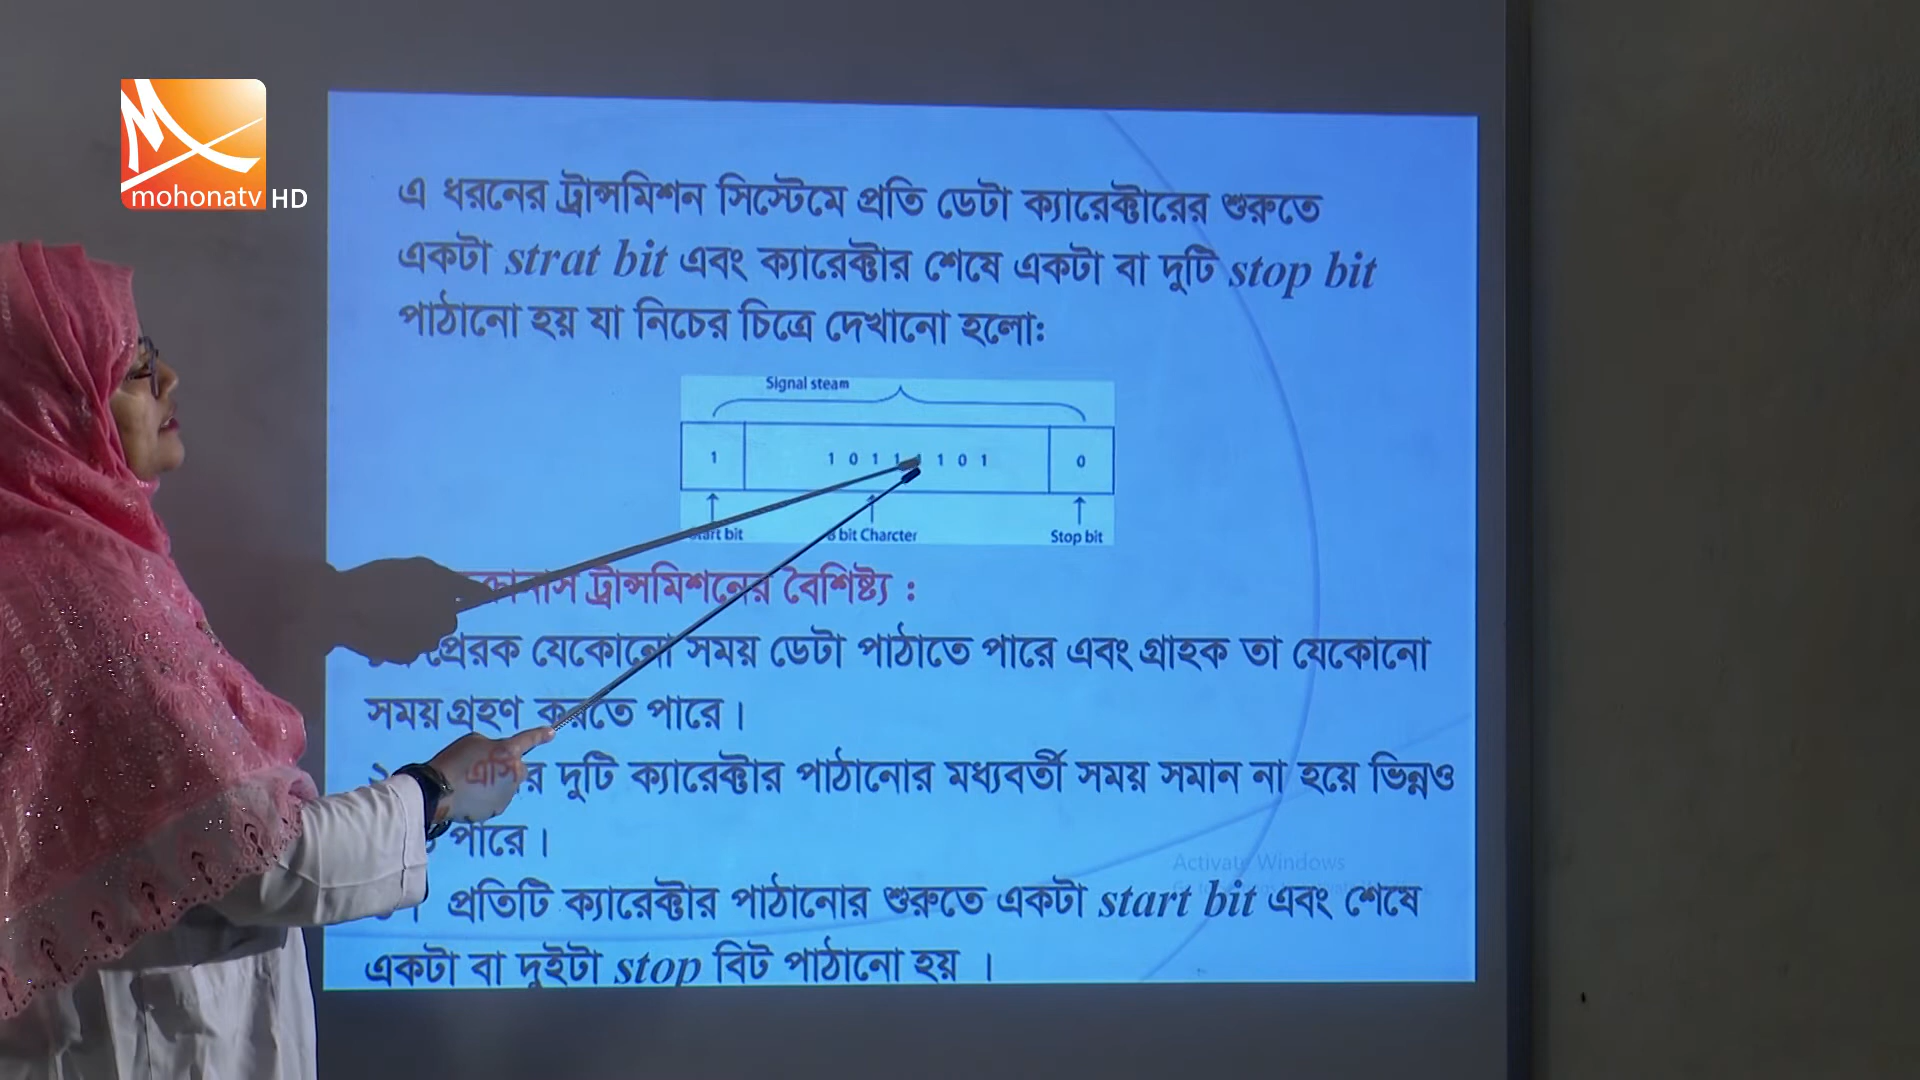 mohonatv HD
এ ধরনের ট্রান্সমিশন সিস্টেমে প্রতি ডেটা ক্যারেক্টারের শুরুতে
একটা strat bit এবং ক্যারেক্টার শেষে একটা বা দুটি stop bit
পাঠানো হয় যা নিচের চিত্রে দেখানো হলো:
Signal steam
1 1 0 1 1 1 0 1 0
bit Charcter Stop bit
ট্রান্সমিশনের বৈশিষ্ট্য :
প্রেরক যেকোনো সময় ডেটা পাঠাতে পারে এবং গ্রাহক তা যেকোনো
সময় গ্রহণ করতে পারে।
দুটি ক্যারেক্টার পাঠানোর মধ্যবর্তী সময় সমান না হয়ে ভিন্নও
পারে।
প্রতিটি ক্যারেক্টার পাঠানোর শুরুতে একটা start bit এবং শেষে
একটা বা দুইটা stop বিট পাঠানো হয় ।
Activate Windows